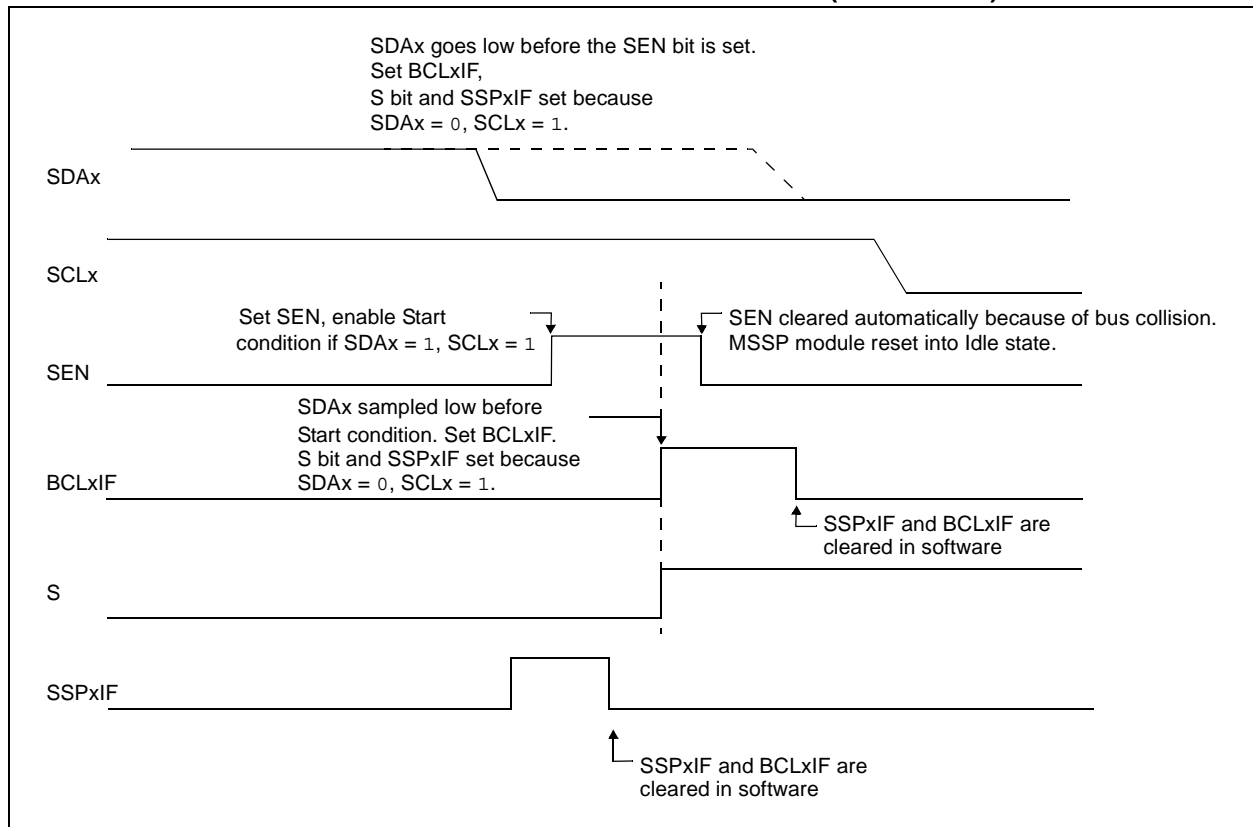 SDAx goes low before the SEN bit is set.
Set BCLxIF,
S bit and SSPxIF set because
SDAx = 0, SCLx = 1.
SDAx
SCLx
Set SEN, enable Start
condition if SDAx = 1, SCLx = 1
SEN cleared automatically because of bus collision.
MSSP module reset into Idle state.
SEN
SDAx sampled low before
Start condition. Set BCLxIF.
S bit and SSPxIF set because
SDAx = 0, SCLx = 1.
BCLxIF
SSPxIF and BCLxIF are
cleared in software
S
SSPxIF
SSPxIF and BCLxIF are
cleared in software